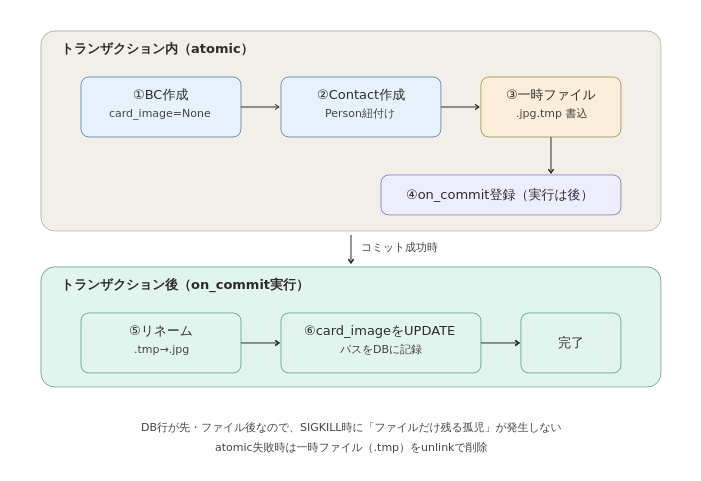 トランザクション内（atomic）
①BC作成
card_image=None
②Contact作成
Person紐付け
③一時ファイル
.jpg.tmp 書込
④on_commit登録（実行は後）
コミット成功時
トランザクション後（on_commit実行）
⑤リネーム
.tmp→.jpg
⑥card_imageをUPDATE
パスをDBに記録
完了
DB行が先・ファイル後なので、SIGKILL時に「ファイルだけ残る孤児」が発生しない
atomic失敗時は一時ファイル（.tmp）をunlinkで削除